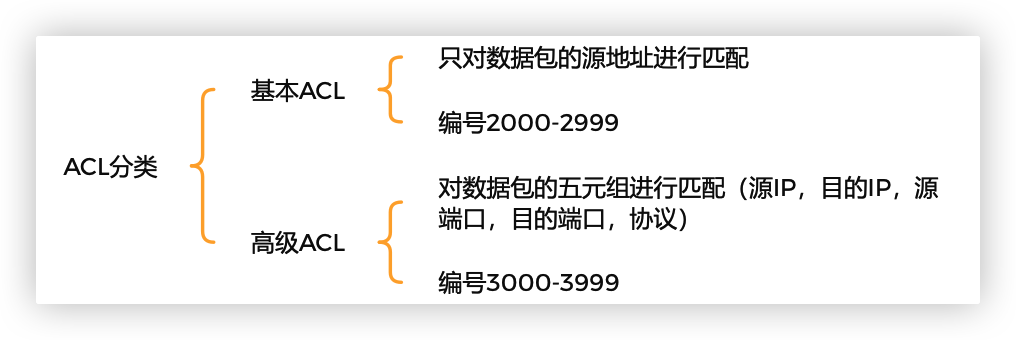 ACL分类
基本ACL
只对数据包的源地址进行匹配
编号2000-2999
高级ACL
对数据包的五元组进行匹配（源IP，目的IP，源
端口，目的端口，协议）
编号3000-3999